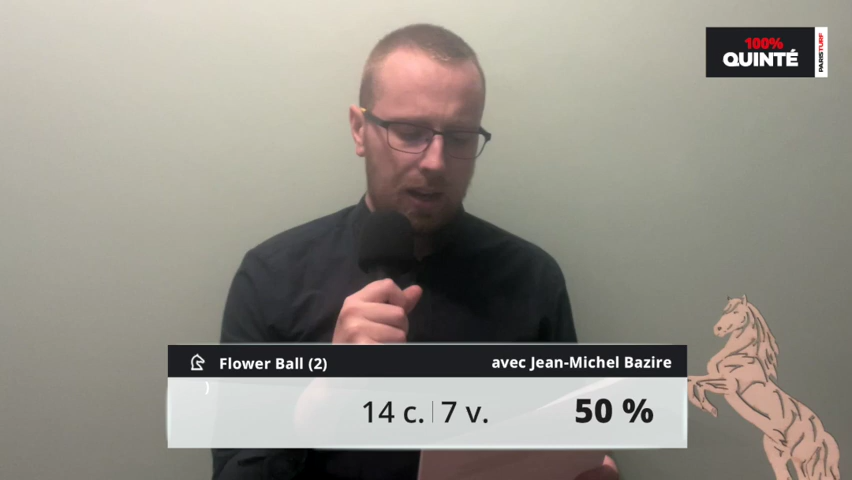 100%
QUINTÉ
PARISTURF
Flower Ball (2)
avec Jean-Michel Bazire
14 c. | 7 v.
50 %